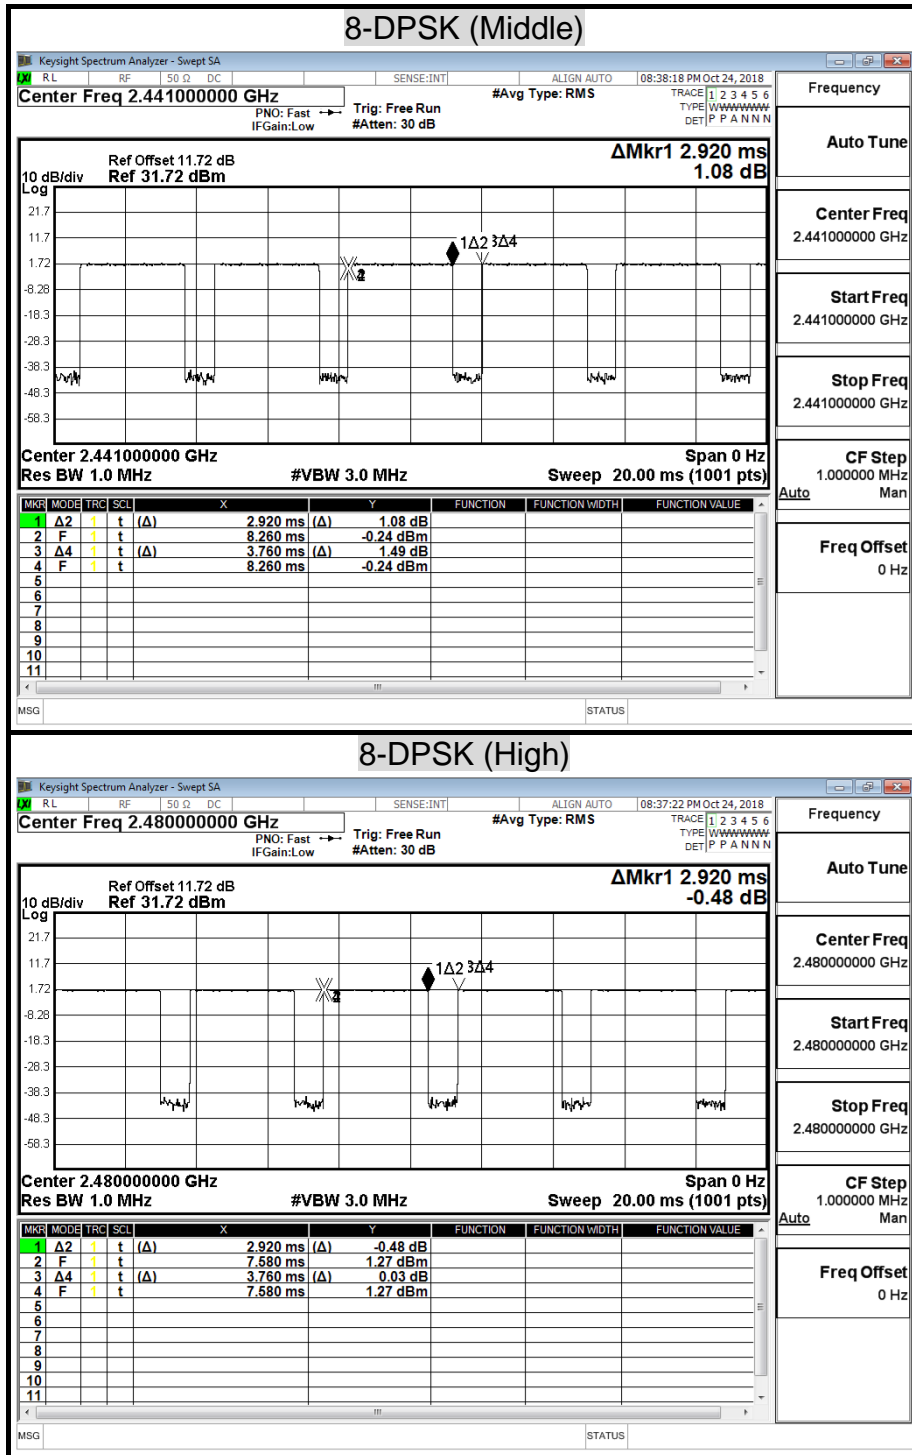 8-DPSK (Middle)
Keysight Spectrum Analyzer - Swept SA
LXI RL RF 50 Ω DC SENSE:INT ALIGN AUTO 08:38:18 PM Oct 24, 2018
Center Freq 2.441000000 GHz #Avg Type: RMS TRACE 1 2 3 4 5 6
PNO: Fast Trig: Free Run TYPE WWWWWW
IFGain:Low #Atten: 30 dB DET P P A N N N
Frequency
Auto Tune
Center Freq
2.441000000 GHz
Start Freq
2.441000000 GHz
Stop Freq
2.441000000 GHz
CF Step
1.000000 MHz
Auto Man
Freq Offset
0 Hz
ΔMkr1 2.920 ms
1.08 dB
Ref Offset 11.72 dB
10 dB/div Ref 31.72 dBm
Log
21.7
11.7
1.72
-8.28
-18.3
-28.3
-38.3
-48.3
-58.3
1Δ2 3Δ4
Center 2.441000000 GHz Span 0 Hz
Res BW 1.0 MHz #VBW 3.0 MHz Sweep 20.00 ms (1001 pts)
MKR MODE TRC SCL X Y FUNCTION FUNCTION WIDTH FUNCTION VALUE
1 Δ2 1 t (Δ) 2.920 ms (Δ) 1.08 dB
2 F 1 t 8.260 ms -0.24 dBm
3 Δ4 1 t (Δ) 3.760 ms (Δ) 1.49 dB
4 F 1 t 8.260 ms -0.24 dBm
5
6
7
8
9
10
11
MSG STATUS
8-DPSK (High)
Keysight Spectrum Analyzer - Swept SA
LXI RL RF 50 Ω DC SENSE:INT ALIGN AUTO 08:37:22 PM Oct 24, 2018
Center Freq 2.480000000 GHz #Avg Type: RMS TRACE 1 2 3 4 5 6
PNO: Fast Trig: Free Run TYPE WWWWWW
IFGain:Low #Atten: 30 dB DET P P A N N N
Frequency
Auto Tune
Center Freq
2.480000000 GHz
Start Freq
2.480000000 GHz
Stop Freq
2.480000000 GHz
CF Step
1.000000 MHz
Auto Man
Freq Offset
0 Hz
ΔMkr1 2.920 ms
-0.48 dB
Ref Offset 11.72 dB
10 dB/div Ref 31.72 dBm
Log
21.7
11.7
1.72
-8.28
-18.3
-28.3
-38.3
-48.3
-58.3
1Δ2 3Δ4
Center 2.480000000 GHz Span 0 Hz
Res BW 1.0 MHz #VBW 3.0 MHz Sweep 20.00 ms (1001 pts)
MKR MODE TRC SCL X Y FUNCTION FUNCTION WIDTH FUNCTION VALUE
1 Δ2 1 t (Δ) 2.920 ms (Δ) -0.48 dB
2 F 1 t 7.580 ms 1.27 dBm
3 Δ4 1 t (Δ) 3.760 ms (Δ) 0.03 dB
4 F 1 t 7.580 ms 1.27 dBm
5
6
7
8
9
10
11
MSG STATUS